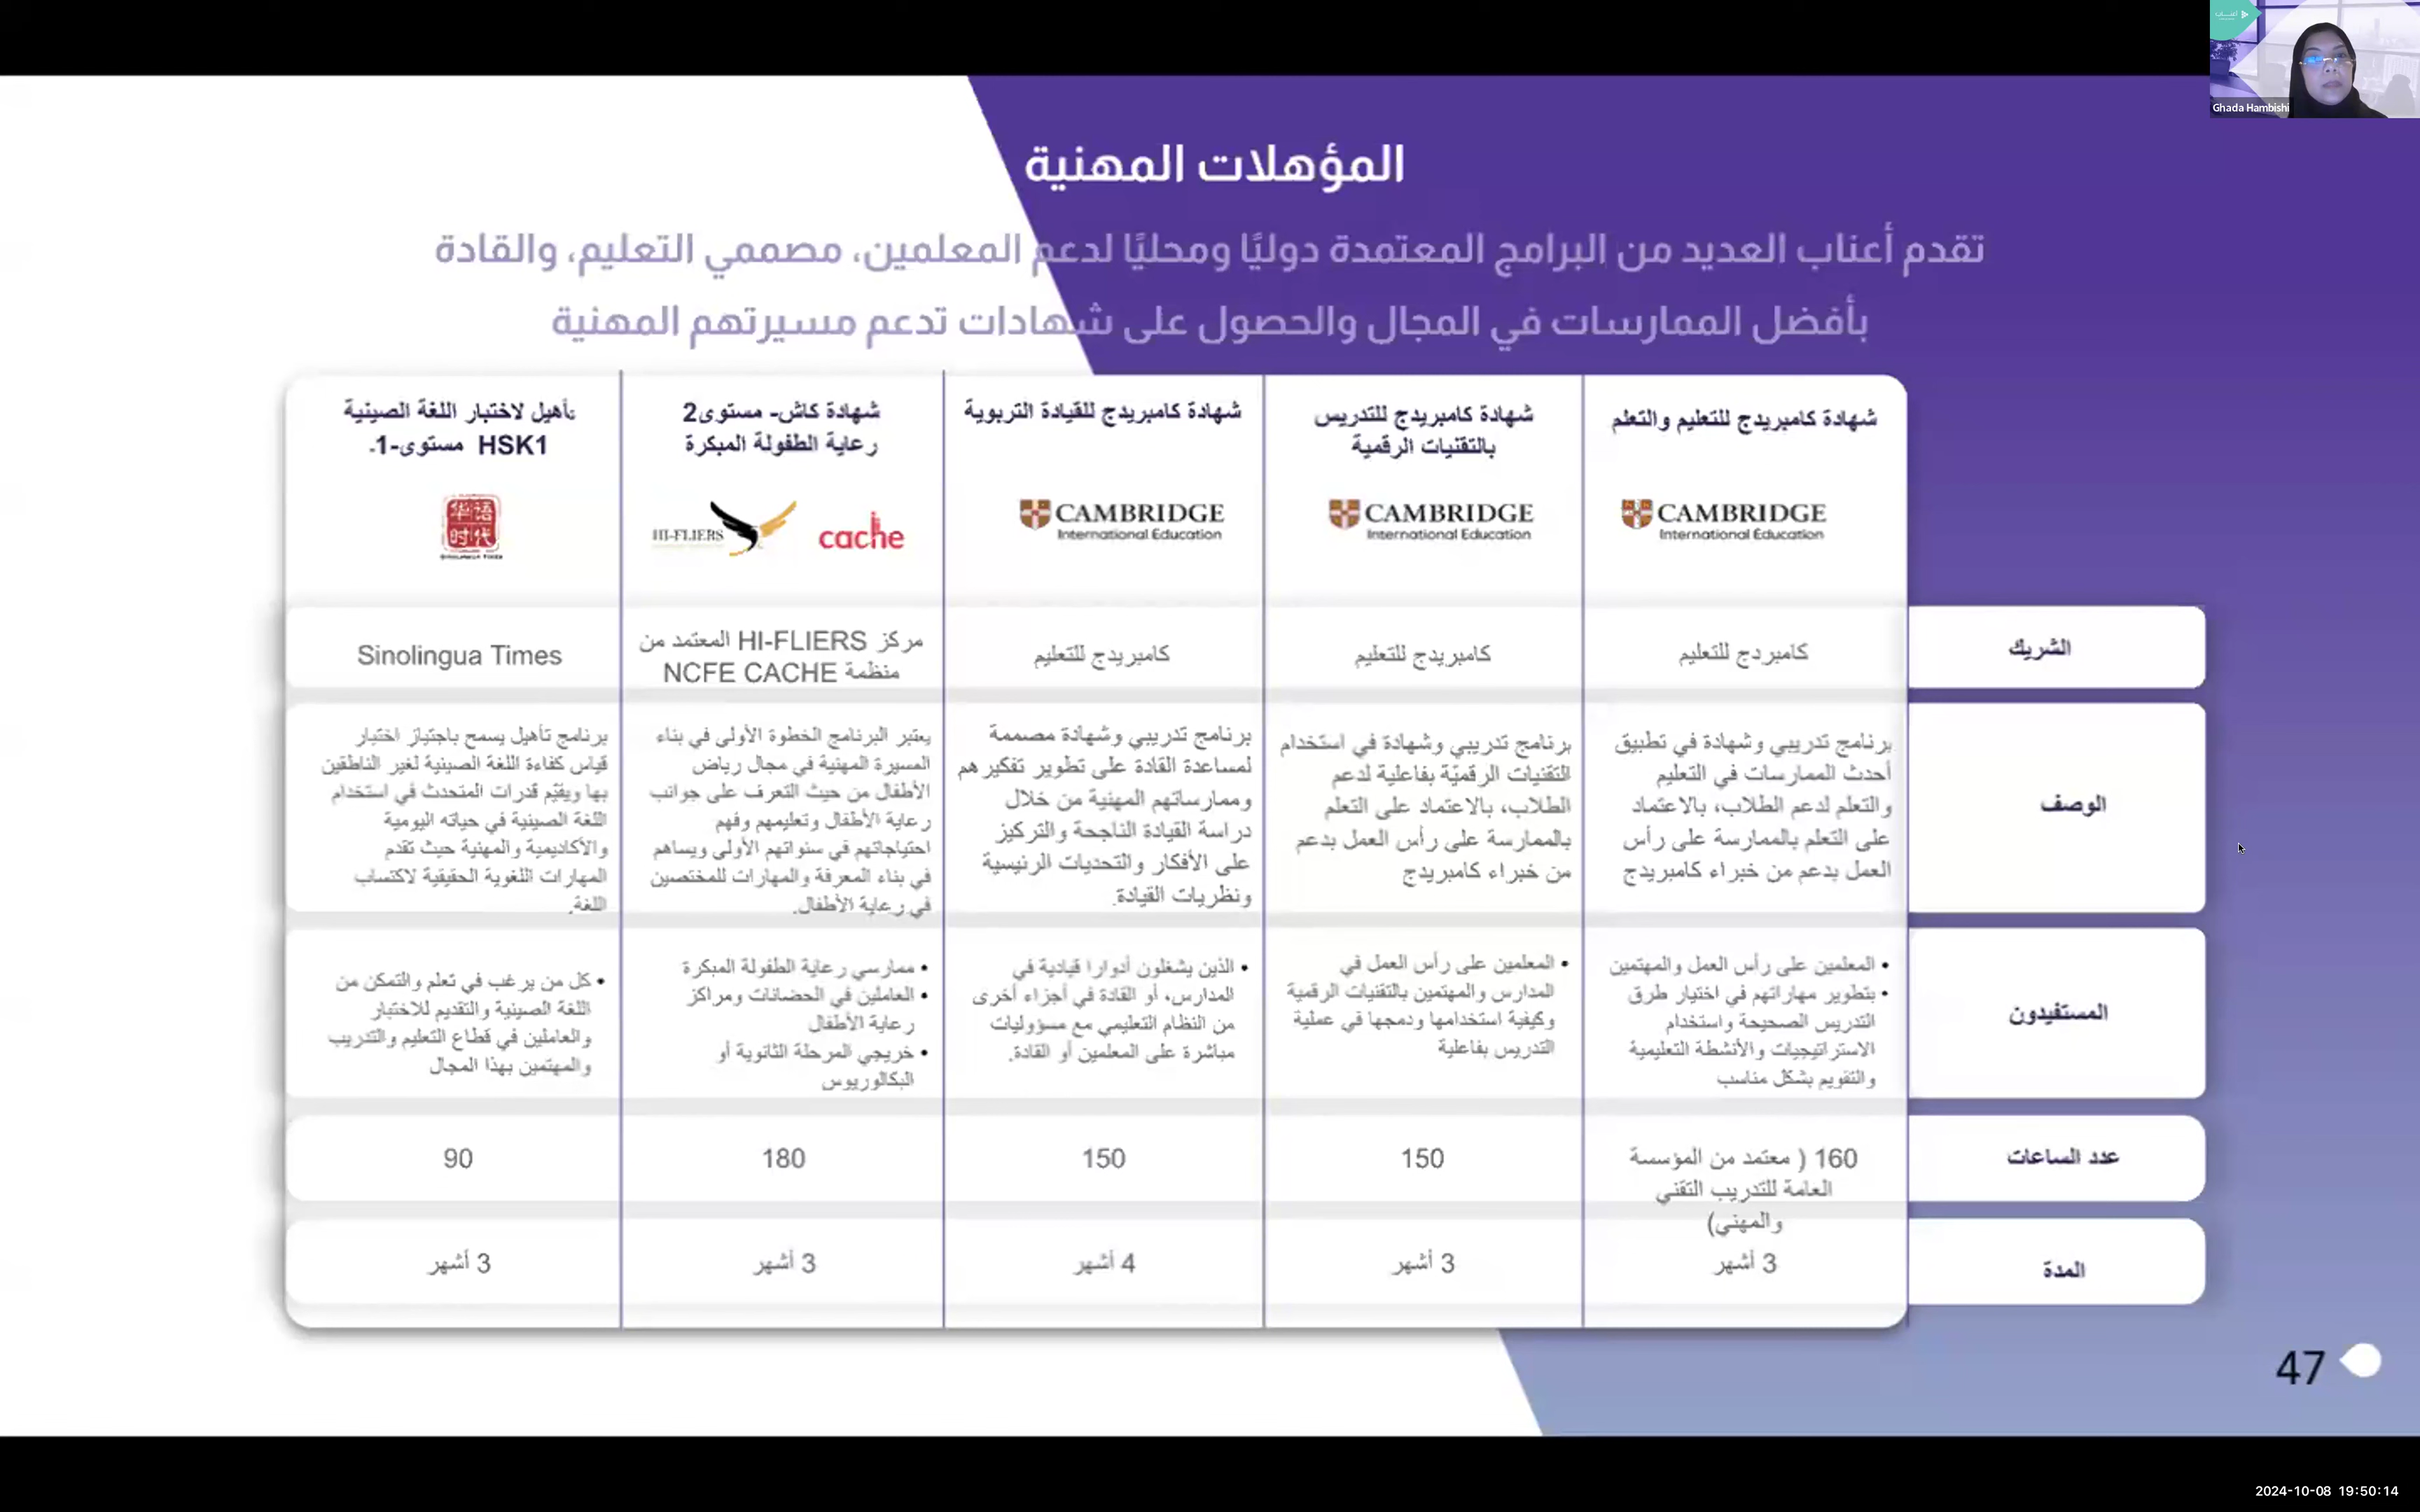 أعناب
Ghada Hambishi
المؤهلات المهنية
تقدم أعناب العديد من البرامج المعتمدة دوليًا ومحليًا لدعم المعلمين، مصممي التعليم، والقادة
بأفضل الممارسات في المجال والحصول على شهادات تدعم مسيرتهم المهنية
شهادة كامبريدج للتعليم والتعلم
CAMBRIDGE
International Education
شهادة كامبريدج للتدريس
بالتقنيات الرقمية
CAMBRIDGE
International Education
شهادة كامبريدج للقيادة التربوية
CAMBRIDGE
International Education
شهادة كاش- مستوى2
رعاية الطفولة المبكرة
HI-FLIERS
cache
تأهيل لاختبار اللغة الصينية
HSK1 مستوى-1.
华语
时代
SINOLINGUA TIMES
الشريك
كامبردج للتعليم
كامبريدج للتعليم
كامبريدج للتعليم
مركز HI-FLIERS المعتمد من
منظمة NCFE CACHE
Sinolingua Times
الوصف
برنامج تدريبي وشهادة في تطبيق
أحدث الممارسات في التعليم
والتعلم لدعم الطلاب، بالاعتماد
على التعلم بالممارسة على رأس
العمل بدعم من خبراء كامبريدج
برنامج تدريبي وشهادة في استخدام
التقنيات الرقميّة بفاعلية لدعم
الطلاب، بالاعتماد على التعلم
بالممارسة على رأس العمل بدعم
من خبراء كامبريدج
برنامج تدريبي وشهادة مصممة
لمساعدة القادة على تطوير تفكيرهم
وممارساتهم المهنية من خلال
دراسة القيادة الناجحة والتركيز
على الأفكار والتحديات الرئيسية
ونظريات القيادة.
يعتبر البرنامج الخطوة الأولى في بناء
المسيرة المهنية في مجال رياض
الأطفال من حيث التعرف على جوانب
رعاية الأطفال وتعليمهم وفهم
احتياجاتهم في سنواتهم الأولى ويساهم
في بناء المعرفة والمهارات للمختصين
في رعاية الأطفال.
برنامج تأهيل يسمح باجتياز اختبار
قياس كفاءة اللغة الصينية لغير الناطقين
بها ويقيّم قدرات المتحدث في استخدام
اللغة الصينية في حياته اليومية
والأكاديمية والمهنية حيث تقدم
المهارات اللغوية الحقيقية لاكتساب
اللغة.
المستفيدون
• المعلمين على رأس العمل والمهتمين
• بتطوير مهاراتهم في اختيار طرق
التدريس الصحيحة واستخدام
الاستراتيجيات والأنشطة التعليمية
والتقويم بشكل مناسب
• المعلمين على رأس العمل في
المدارس والمهتمين بالتقنيات الرقمية
وكيفية استخدامها ودمجها في عملية
التدريس بفاعلية
• الذين يشغلون أدوارا قيادية في
المدارس، أو القادة في أجزاء أخرى
من النظام التعليمي مع مسؤوليات
مباشرة على المعلمين أو القادة.
• ممارسي رعاية الطفولة المبكرة
• العاملين في الحضانات ومراكز
رعاية الأطفال
• خريجي المرحلة الثانوية أو
البكالوريوس
• كل من يرغب في تعلم والتمكن من
اللغة الصينية والتقديم للاختبار
والعاملين في قطاع التعليم والتدريب
والمهتمين بهذا المجال
عدد الساعات
160 ( معتمد من المؤسسة
العامة للتدريب التقني
والمهني)
150
150
180
90
المدة
3 أشهر
3 أشهر
4 أشهر
3 أشهر
3 أشهر
47
2024-10-08 19:50:14